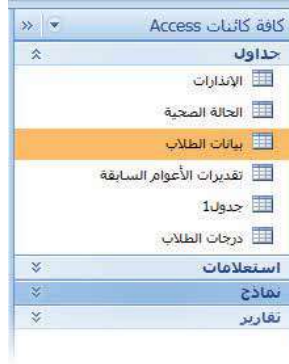 كافة كائنات Access
جداول
الإنذارات
الحالة الصحية
بيانات الطلاب
تقديرات الأعوام السابقة
جدول1
درجات الطلاب
استعلامات
نماذج
تقارير